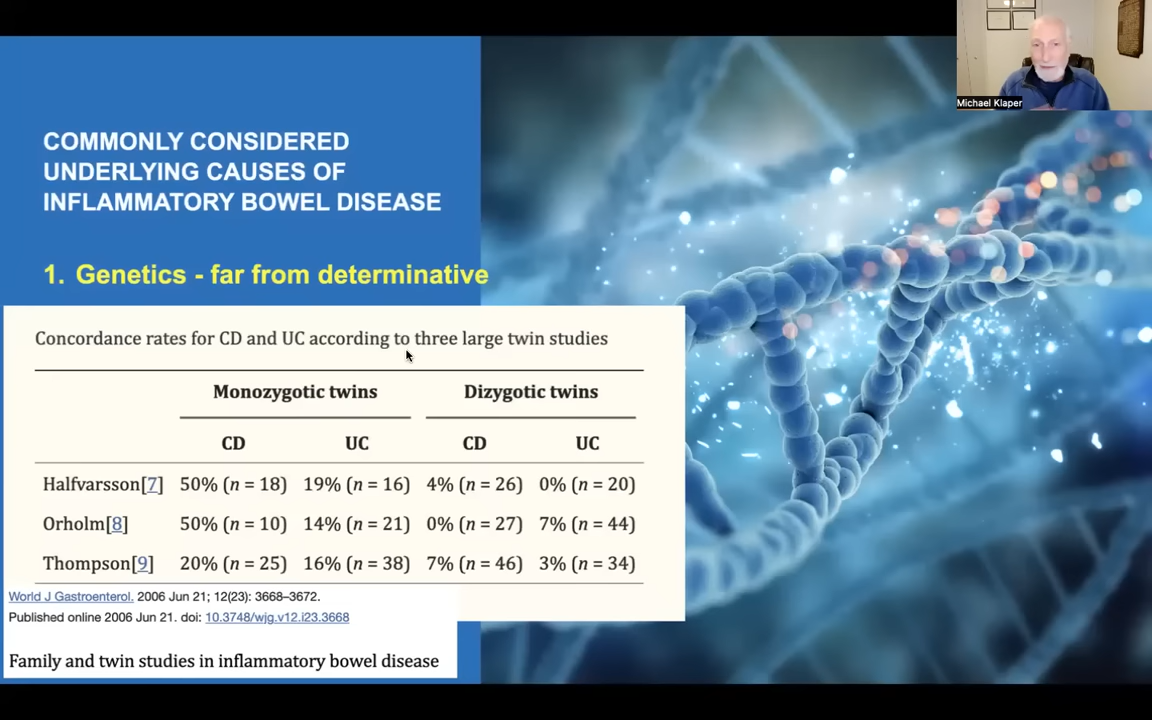 Michael Klaper
COMMONLY CONSIDERED
UNDERLYING CAUSES OF
INFLAMMATORY BOWEL DISEASE
1. Genetics - far from determinative
Concordance rates for CD and UC according to three large twin studies
Monozygotic twins Dizygotic twins
CD UC CD UC
Halfvarsson[7] 50% (n = 18) 19% (n = 16) 4% (n = 26) 0% (n = 20)
Orholm[8] 50% (n = 10) 14% (n = 21) 0% (n = 27) 7% (n = 44)
Thompson[9] 20% (n = 25) 16% (n = 38) 7% (n = 46) 3% (n = 34)
World J Gastroenterol. 2006 Jun 21; 12(23): 3668–3672.
Published online 2006 Jun 21. doi: 10.3748/wjg.v12.i23.3668
Family and twin studies in inflammatory bowel disease